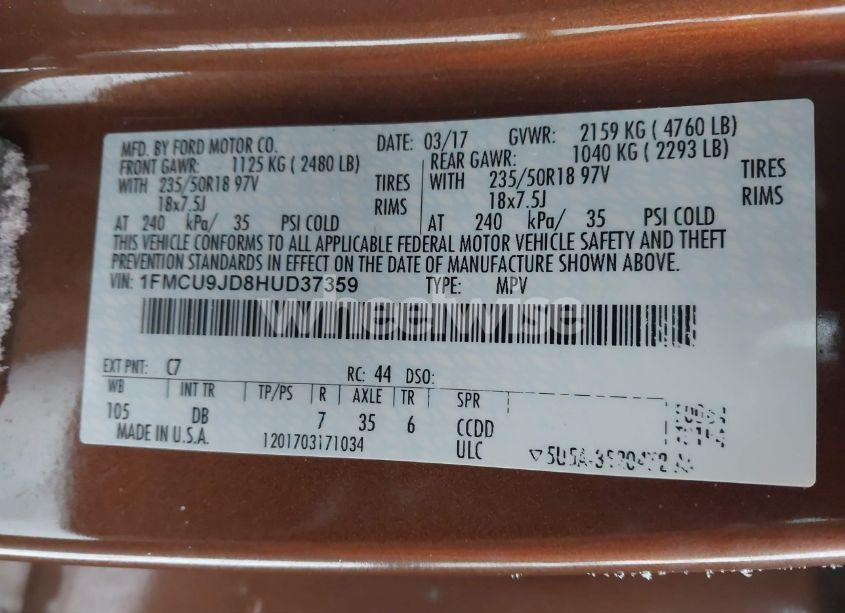 MFD. BY FORD MOTOR CO. DATE: 03/17 GVWR: 2159 KG ( 4760 LB)
FRONT GAWR: 1125 KG ( 2480 LB) REAR GAWR: 1040 KG ( 2293 LB)
WITH 235/50R18 97V TIRES WITH 235/50R18 97V TIRES
18x7.5J RIMS 18x7.5J RIMS
AT 240 kPa/ 35 PSI COLD AT 240 kPa/ 35 PSI COLD
THIS VEHICLE CONFORMS TO ALL APPLICABLE FEDERAL MOTOR VEHICLE SAFETY AND THEFT
PREVENTION STANDARDS IN EFFECT ON THE DATE OF MANUFACTURE SHOWN ABOVE.
VIN: 1FMCU9JD8HUD37359 TYPE: MPV
wheelwise
EXT PNT: C7 RC: 44 DSO:
WB INT TR TP/PS R AXLE TR SPR
105 DB 7 35 6 CCDD
MADE IN U.S.A. 1201703171034 ULC